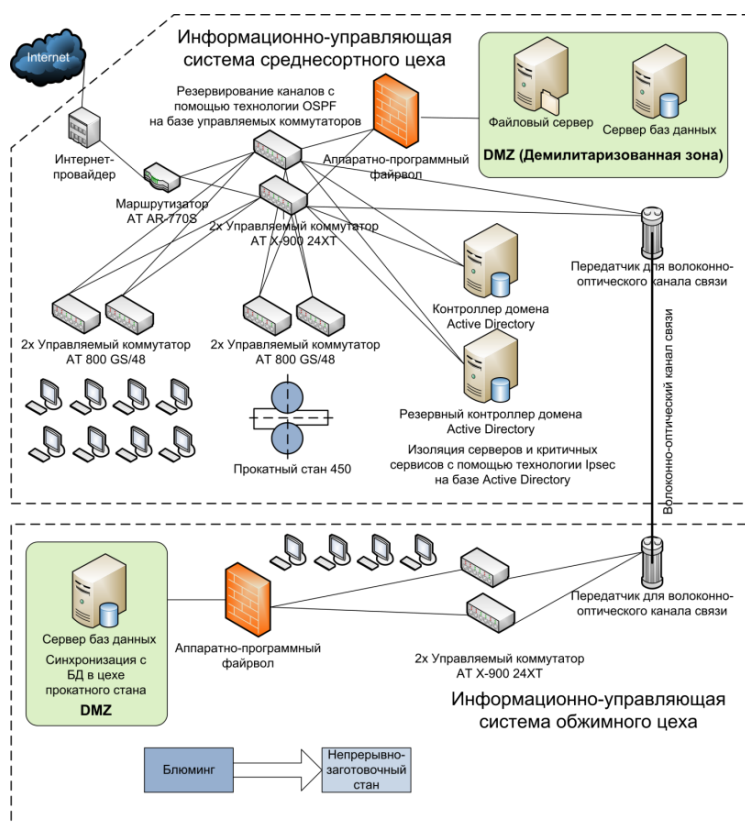 Информационно-управляющая
система среднесортного цеха
Internet
Резервирование каналов с
помощью технологии OSPF
на базе управляемых коммутаторов
Файловый сервер
Сервер баз данных
DMZ (Демилитаризованная зона)
Интернет-
провайдер
Аппаратно-программный
файрвол
Маршрутизатор
AT AR-770S
2x Управляемый коммутатор
AT X-900 24XT
Передатчик для волоконно-
оптического канала связи
Контроллер домена
Active Directory
2x Управляемый коммутатор
AT 800 GS/48
2x Управляемый коммутатор
AT 800 GS/48
Резервный контроллер домена
Active Directory
Прокатный стан 450
Изоляция серверов и критичных
сервисов с помощью технологии Ipsec
на базе Active Directory
Волоконно-оптический канал связи
Сервер баз данных
Синхронизация с
БД в цехе
прокатного стана
DMZ
Аппаратно-программный
файрвол
Передатчик для волоконно-
оптического канала связи
2x Управляемый коммутатор
AT X-900 24XT
Информационно-управляющая
система обжимного цеха
Блюминг
Непрерывно-
заготовочный
стан